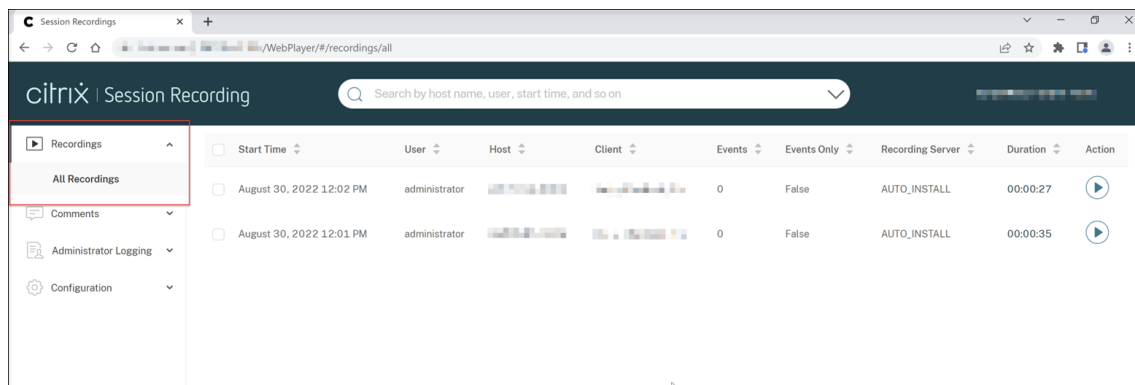 Session Recordings
/WebPlayer/#/recordings/all
citrix | Session Recording
Search by host name, user, start time, and so on
Recordings
All Recordings
Comments
Administrator Logging
Configuration
Start Time User Host Client Events Events Only Recording Server Duration Action
August 30, 2022 12:02 PM administrator 0 False AUTO_INSTALL 00:00:27
August 30, 2022 12:01 PM administrator 0 False AUTO_INSTALL 00:00:35